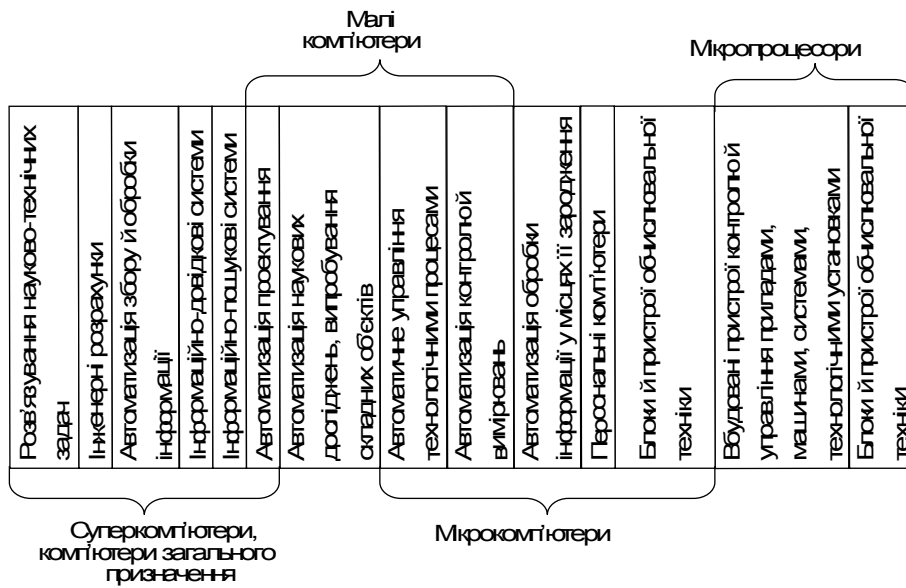 Малі
комп'ютери
Мікропроцесори
Розв'язування науково-технічних
задач
Інженерні розрахунки
Автоматизація збору й обробки
інформації
Інформаційно-довідкові системи
Інформаційно-пошукові системи
Автоматизація проектування
Автоматизація наукових
досліджень, випробування
складних об'єктів
Автоматичне управління
технологічними процесами
Автоматизація контролю й
вимірювань
Автоматизація обробки
інформації у місцях її зародження
Персональні комп'ютери
Блоки й пристрої обчислювальної
техніки
Вбудовані пристрої контролю й
управління приладами,
машинами, системами,
технологічними установками
Блоки й пристрої обчислювальної
техніки
Суперкомп'ютери,
комп'ютери загального
призначення
Мікрокомп'ютери